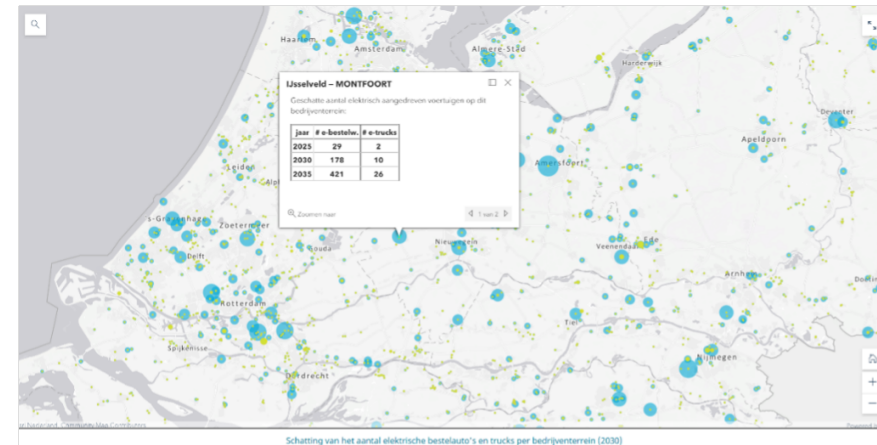 Haarlem
Amsterdam
Almere-Stad
Harderwijk
IJsselveld – MONTFOORT
Geschatte aantal elektrisch aangedreven voertuigen op dit
bedrijventerrein:
jaar # e-bestelw. # e-trucks
2025 29 2
2030 178 10
2035 421 26
Zoomen naar
1 van 2
Deventer
Apeldoorn
Amersfoort
Leiden
Alp
s-Gravenhage
Zoetermeer
Delft
Gouda
Nieuwegein
Veenendaal
Ede
Arnhem
Rotterdam
Tiel
Spijkenisse
Nijmegen
Dordrecht
Schatting van het aantal elektrische bestelauto's en trucks per bedrijventerrein (2030)